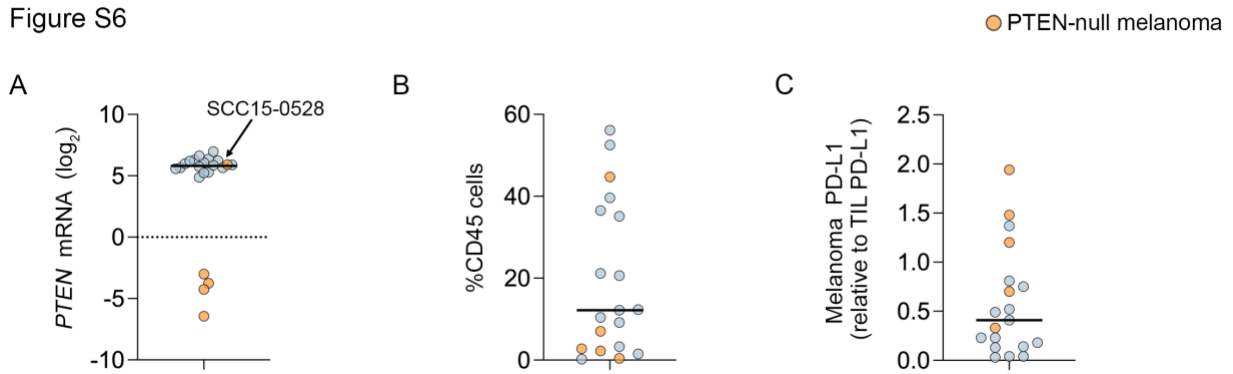 Figure S6
PTEN-null melanoma
A
PTEN mRNA (log2)
10
5
0
-5
-10
SCC15-0528
B
%CD45 cells
60
40
20
0
C
Melanoma PD-L1
(relative to TIL PD-L1)
2.5
2.0
1.5
1.0
0.5
0.0